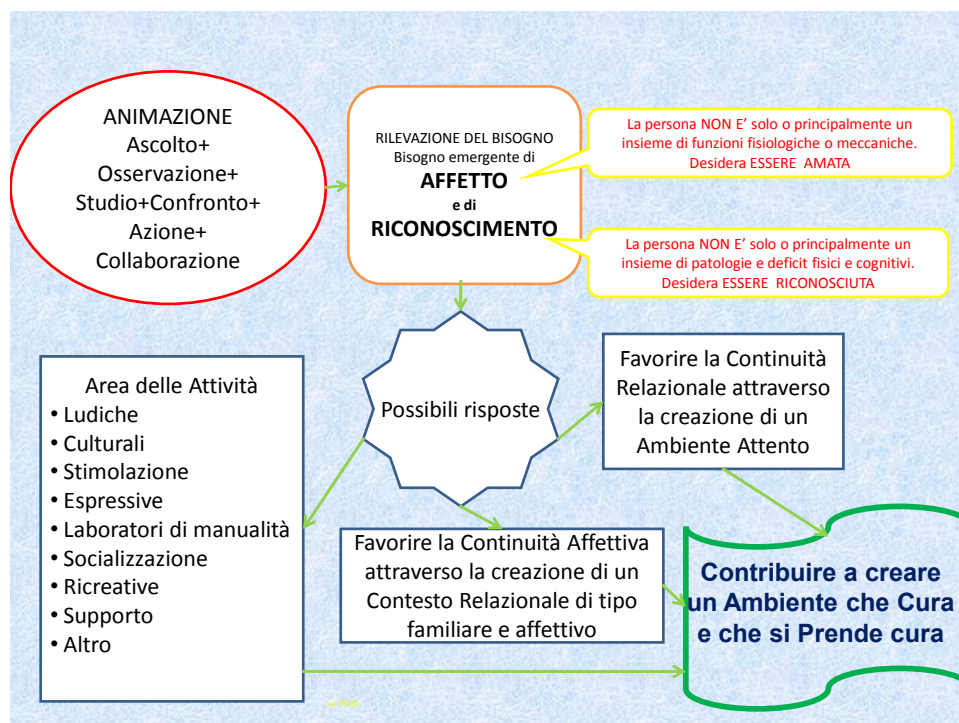 ANIMAZIONE
Ascolto+
Osservazione+
Studio+Confronto+
Azione+
Collaborazione
RILEVAZIONE DEL BISOGNO
Bisogno emergente di
AFFETTO
e di
RICONOSCIMENTO
La persona NON E' solo o principalmente un
insieme di funzioni fisiologiche o meccaniche.
Desidera ESSERE AMATA
La persona NON E' solo o principalmente un
insieme di patologie e deficit fisici e cognitivi.
Desidera ESSERE RICONOSCIUTA
Possibili risposte
Area delle Attività
• Ludiche
• Culturali
• Stimolazione
• Espressive
• Laboratori di manualità
• Socializzazione
• Ricreative
• Supporto
• Altro
Favorire la Continuità
Relazionale attraverso
la creazione di un
Ambiente Attento
Favorire la Continuità Affettiva
attraverso la creazione di un
Contesto Relazionale di tipo
familiare e affettivo
Contribuire a creare
un Ambiente che Cura
e che si Prende cura